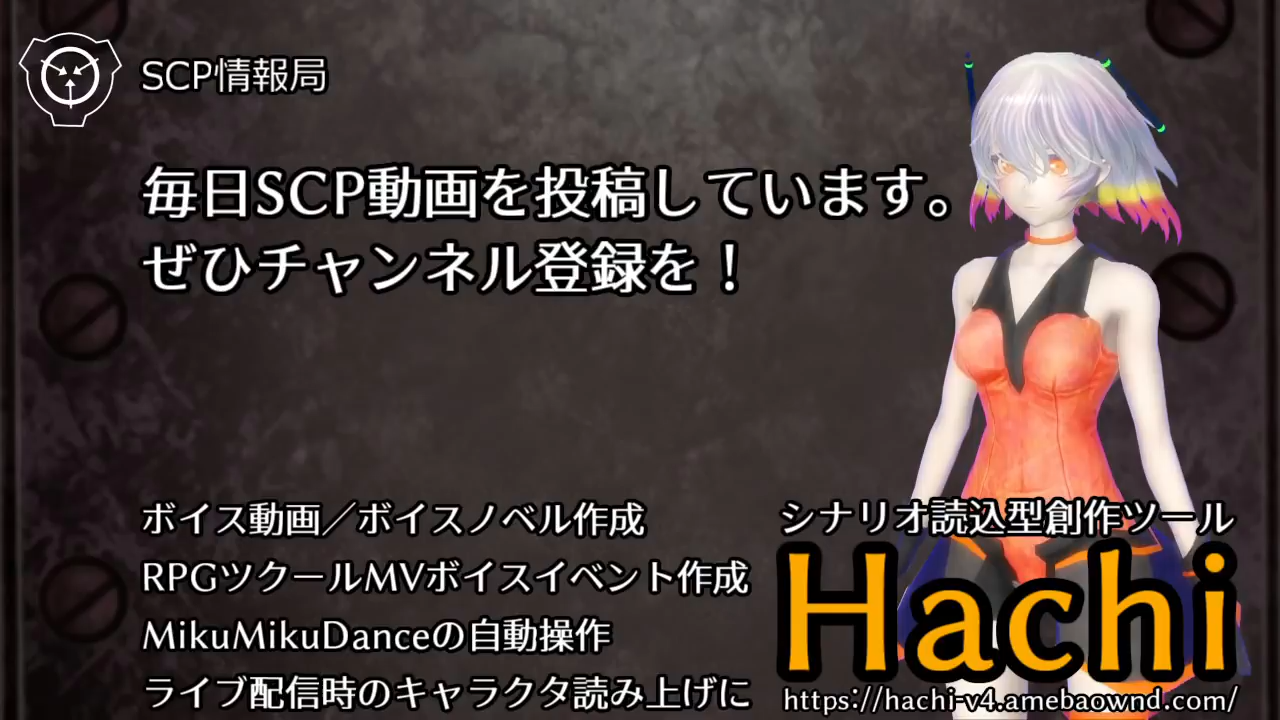 SCP情報局
毎日SCP動画を投稿しています。
ぜひチャンネル登録を！
ボイス動画／ボイスノベル作成
RPGツクールMVボイスイベント作成
MikuMikuDanceの自動操作
ライブ配信時のキャラクタ読み上げに
シナリオ読込型創作ツール
Hachi
https://hachi-v4.amebaownd.com/